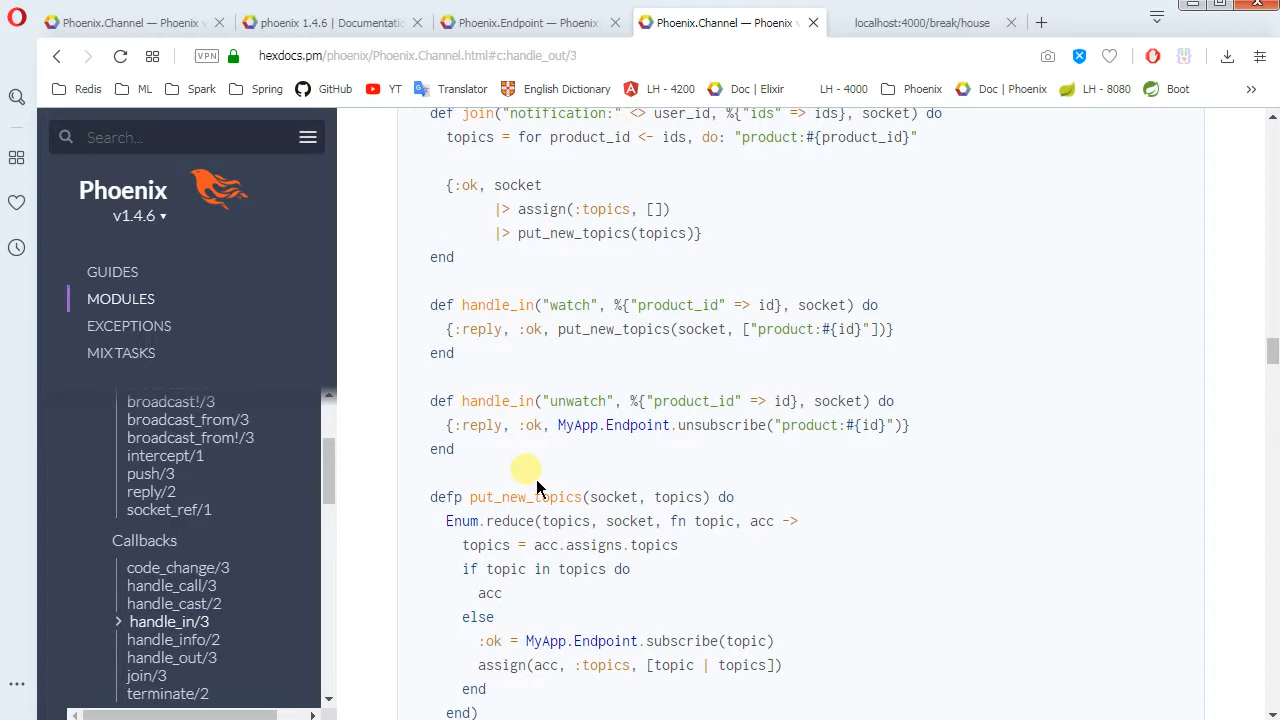 Phoenix.Channel — Phoenix v
phoenix 1.4.6 | Documentatio
Phoenix.Endpoint — Phoenix
Phoenix.Channel — Phoenix v
localhost:4000/break/house
VPN
hexdocs.pm/phoenix/Phoenix.Channel.html#c:handle_out/3
Redis
ML
Spark
Spring
GitHub
YT
Translator
English Dictionary
LH - 4200
Doc | Elixir
LH - 4000
Phoenix
Doc | Phoenix
LH - 8080
Boot
Search...
Phoenix
v1.4.6
GUIDES
MODULES
EXCEPTIONS
MIX TASKS
broadcast!/3
broadcast_from/3
broadcast_from!/3
intercept/1
push/3
reply/2
socket_ref/1
Callbacks
code_change/3
handle_call/3
handle_cast/2
handle_in/3
handle_info/2
handle_out/3
join/3
terminate/2
def join("notification:" <> user_id, %{"ids" => ids}, socket) do
topics = for product_id <- ids, do: "product:#{product_id}"
{:ok, socket
|> assign(:topics, [])
|> put_new_topics(topics)}
end
def handle_in("watch", %{"product_id" => id}, socket) do
{:reply, :ok, put_new_topics(socket, ["product:#{id}"])}
end
def handle_in("unwatch", %{"product_id" => id}, socket) do
{:reply, :ok, MyApp.Endpoint.unsubscribe("product:#{id}")}
end
defp put_new_topics(socket, topics) do
Enum.reduce(topics, socket, fn topic, acc ->
topics = acc.assigns.topics
if topic in topics do
acc
else
:ok = MyApp.Endpoint.subscribe(topic)
assign(acc, :topics, [topic | topics])
end
end)